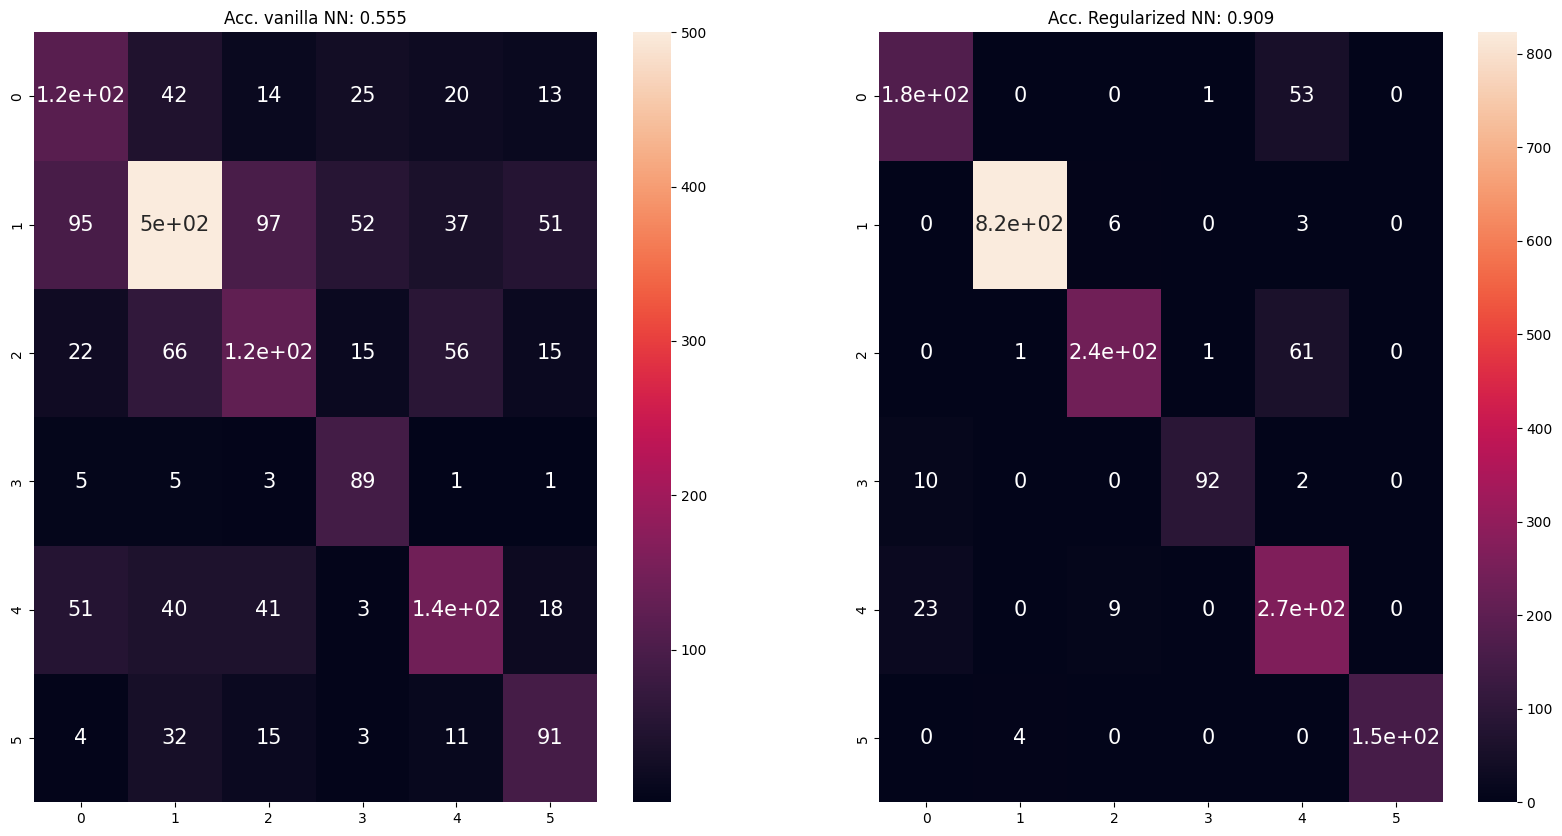 Acc. vanilla NN: 0.555
0 1.2e+02 42 14 25 20 13
1 95 5e+02 97 52 37 51
2 22 66 1.2e+02 15 56 15
3 5 5 3 89 1 1
4 51 40 41 3 1.4e+02 18
5 4 32 15 3 11 91
0 1 2 3 4 5
500
400
300
200
100
Acc. Regularized NN: 0.909
0 1.8e+02 0 0 1 53 0
1 0 8.2e+02 6 0 3 0
2 0 1 2.4e+02 1 61 0
3 10 0 0 92 2 0
4 23 0 9 0 2.7e+02 0
5 0 4 0 0 0 1.5e+02
0 1 2 3 4 5
800
700
600
500
400
300
200
100
0